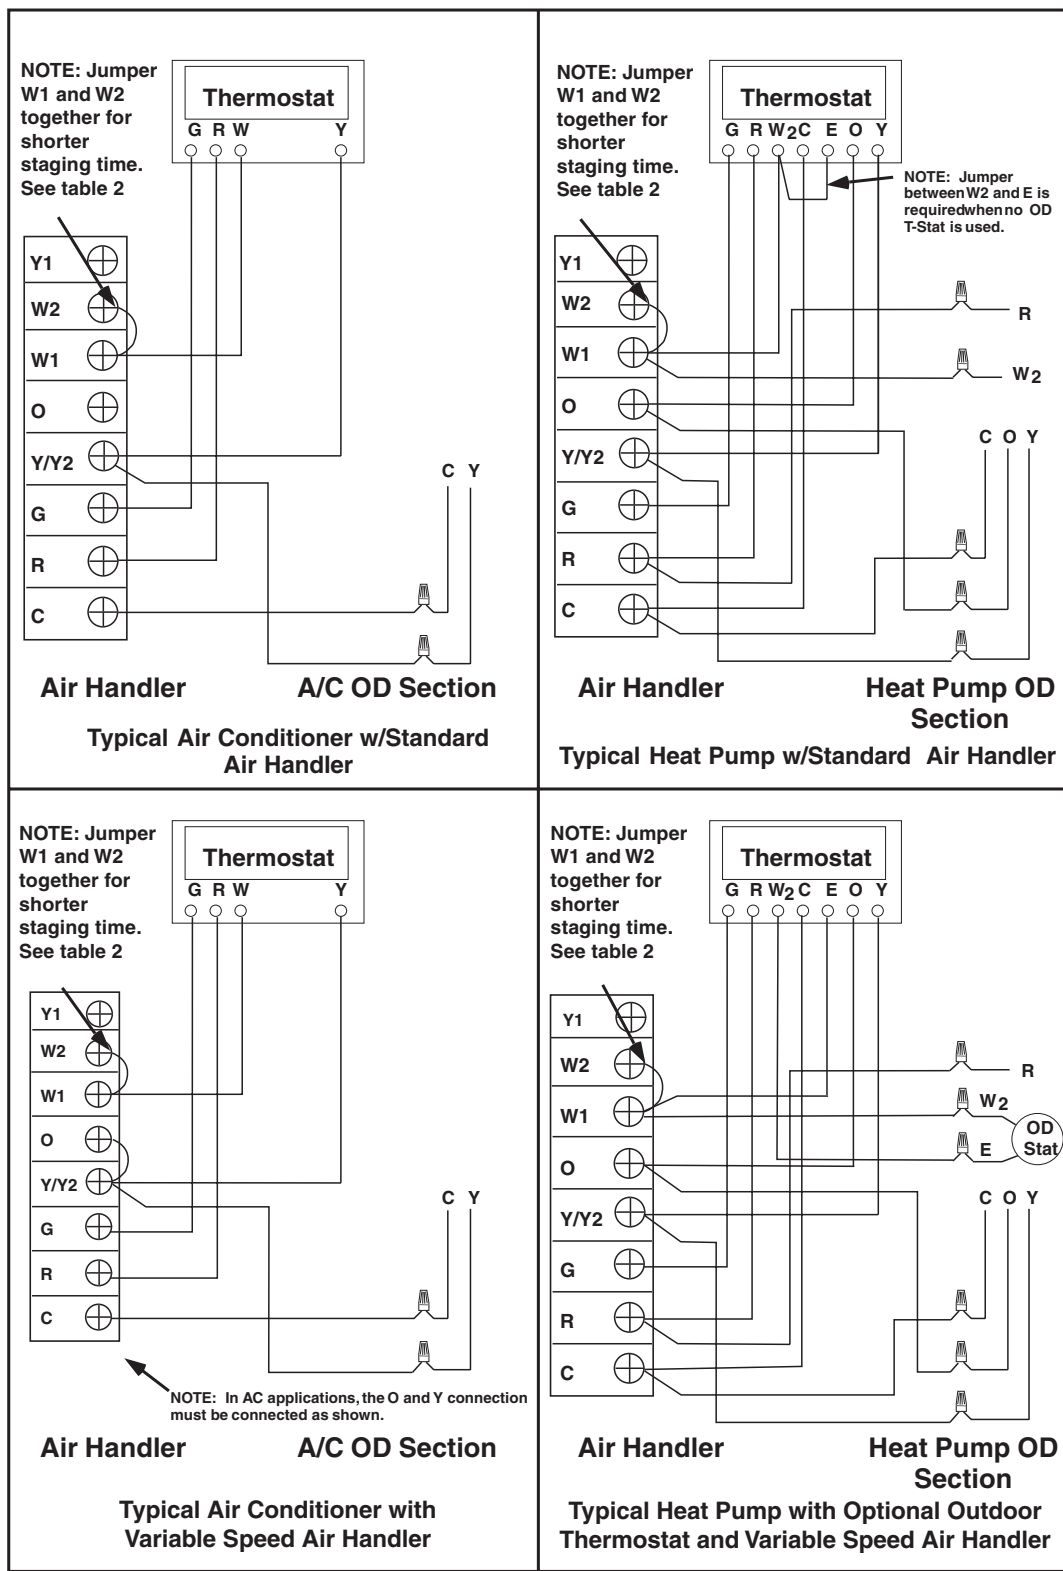 NOTE: Jumper
W1 and W2
together for
shorter
staging time.
See table 2
Thermostat
G R W Y
Y1
W2
W1
O
Y/Y2
G
R
C
C Y
Air Handler
A/C OD Section
Typical Air Conditioner w/Standard
Air Handler
NOTE: Jumper
W1 and W2
together for
shorter
staging time.
See table 2
Thermostat
G R W2 C E O Y
NOTE: Jumper
between W2 and E is
required when no OD
T-Stat is used.
Y1
W2
W1
O
Y/Y2
G
R
C
R
W2
C O Y
Air Handler
Heat Pump OD
Section
Typical Heat Pump w/Standard Air Handler
NOTE: Jumper
W1 and W2
together for
shorter
staging time.
See table 2
Thermostat
G R W Y
Y1
W2
W1
O
Y/Y2
G
R
C
C Y
NOTE: In AC applications, the O and Y connection
must be connected as shown.
Air Handler
A/C OD Section
Typical Air Conditioner with
Variable Speed Air Handler
NOTE: Jumper
W1 and W2
together for
shorter
staging time.
See table 2
Thermostat
G R W2 C E O Y
Y1
W2
W1
O
Y/Y2
G
R
C
R
W2
E
OD
Stat
C O Y
Air Handler
Heat Pump OD
Section
Typical Heat Pump with Optional Outdoor
Thermostat and Variable Speed Air Handler